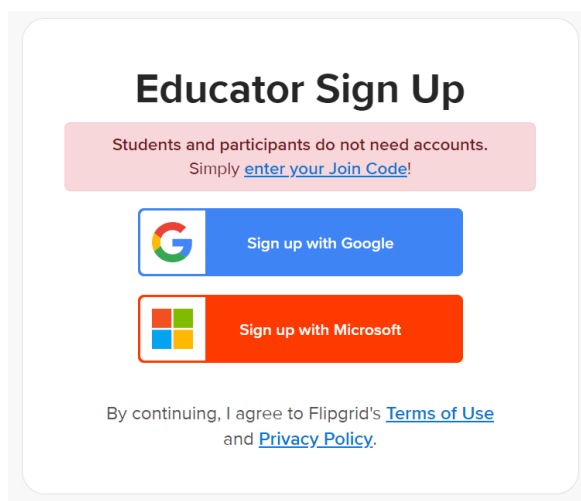 Educator Sign Up
Students and participants do not need accounts.
Simply enter your Join Code!
Sign up with Google
Sign up with Microsoft
By continuing, I agree to Flipgrid's Terms of Use
and Privacy Policy.